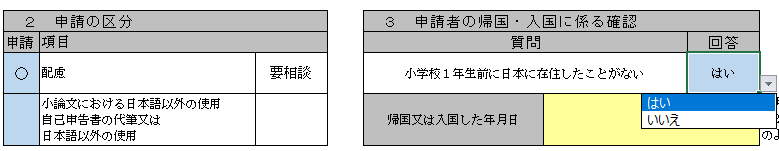 ２　申請の区分
申請 項目
○ 配慮 要相談
小論文における日本語以外の使用
自己申告書の代筆又は
日本語以外の使用
３　申請者の帰国・入国に係る確認
質問 回答
小学校１年生前に日本に在住したことがない はい
はい
いいえ
帰国又は入国した年月日
のよ